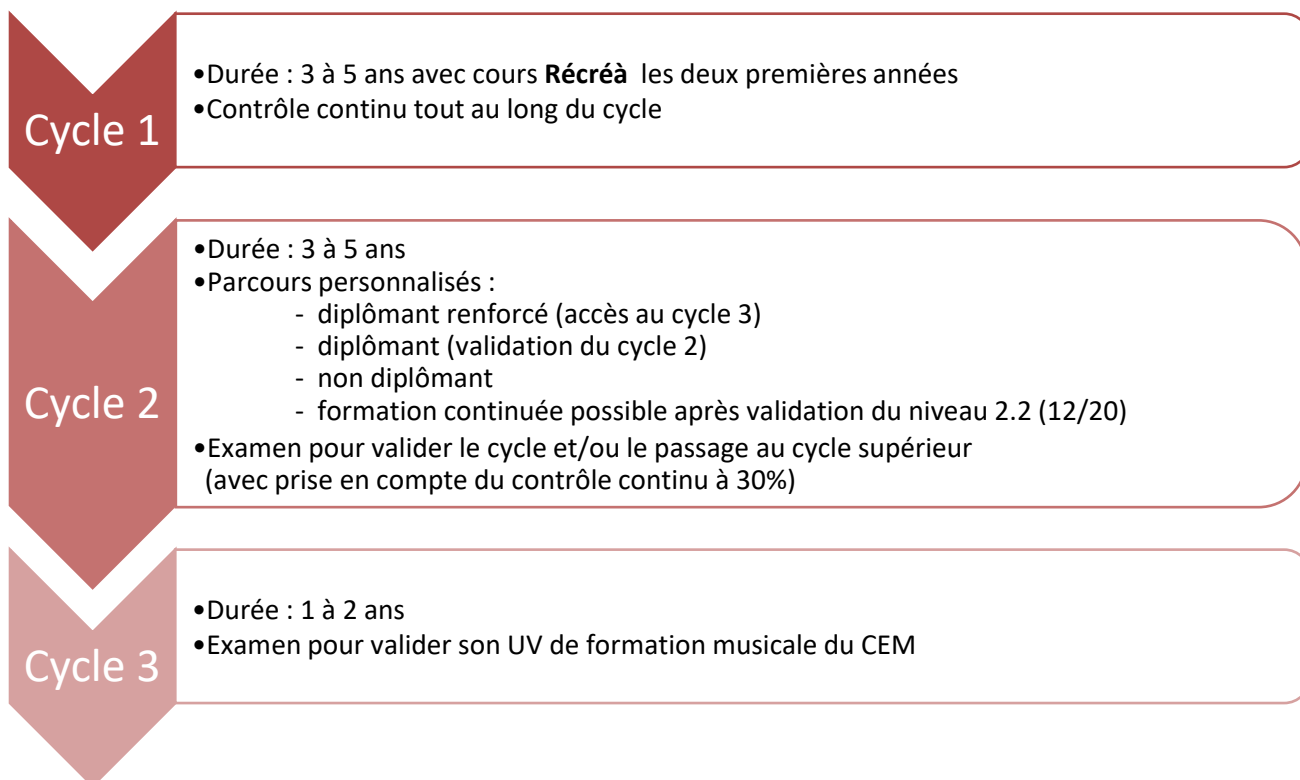 Cycle 1
•Durée : 3 à 5 ans avec cours Récréà les deux premières années
•Contrôle continu tout au long du cycle
Cycle 2
•Durée : 3 à 5 ans
•Parcours personnalisés :
- diplômant renforcé (accès au cycle 3)
- diplômant (validation du cycle 2)
- non diplômant
- formation continuée possible après validation du niveau 2.2 (12/20)
•Examen pour valider le cycle et/ou le passage au cycle supérieur
(avec prise en compte du contrôle continu à 30%)
Cycle 3
•Durée : 1 à 2 ans
•Examen pour valider son UV de formation musicale du CEM